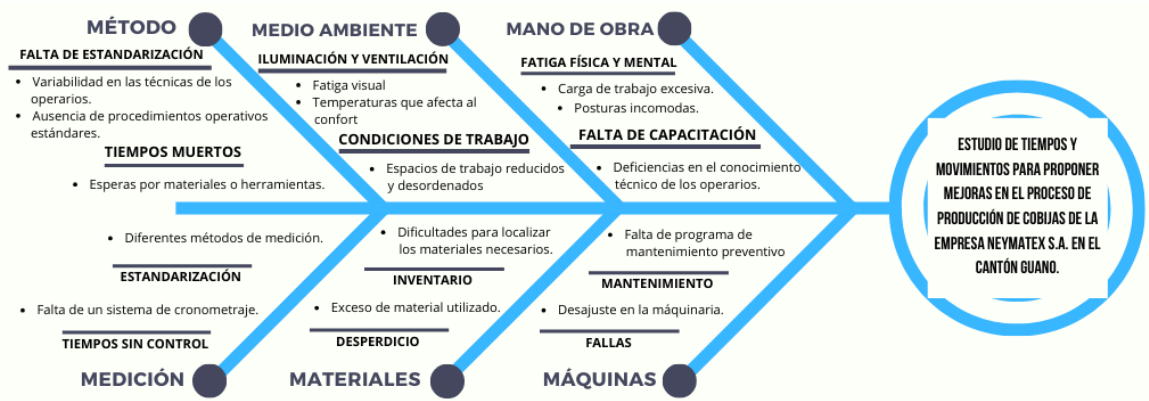 MÉTODO
FALTA DE ESTANDARIZACIÓN
• Variabilidad en las técnicas de los
operarios.
• Ausencia de procedimientos operativos
estándares.
TIEMPOS MUERTOS
• Esperas por materiales o herramientas.
MEDIO AMBIENTE
ILUMINACIÓN Y VENTILACIÓN
• Fatiga visual
• Temperaturas que afecta al
confort
CONDICIONES DE TRABAJO
• Espacios de trabajo reducidos
y desordenados
MANO DE OBRA
FATIGA FÍSICA Y MENTAL
• Carga de trabajo excesiva.
• Posturas incomodas.
FALTA DE CAPACITACIÓN
• Deficiencias en el conocimiento
técnico de los operarios.
• Diferentes métodos de medición.
ESTANDARIZACIÓN
• Falta de un sistema de cronometraje.
TIEMPOS SIN CONTROL
MEDICIÓN
• Dificultades para localizar
los materiales necesarios.
INVENTARIO
• Exceso de material utilizado.
DESPERDICIO
MATERIALES
• Falta de programa de
mantenimiento preventivo
MANTENIMIENTO
• Desajuste en la máquinaria.
FALLAS
MÁQUINAS
ESTUDIO DE TIEMPOS Y
MOVIMIENTOS PARA PROPONER
MEJORAS EN EL PROCESO DE
PRODUCCIÓN DE COBIJAS DE LA
EMPRESA NEYMATEX S.A. EN EL
CANTÓN GUANO.